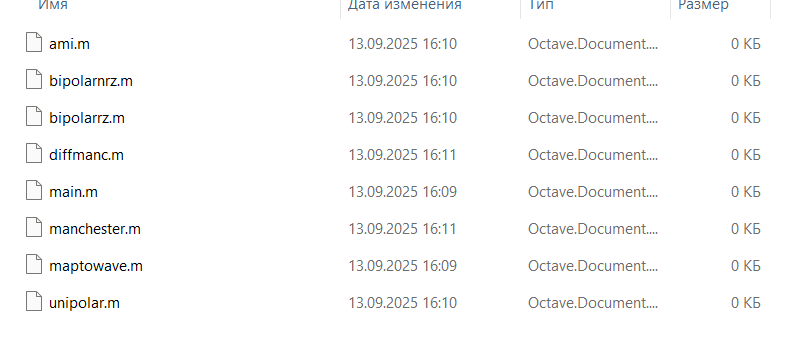 Имя Дата изменения Тип Размер
ami.m 13.09.2025 16:10 Octave.Document.... 0 КБ
bipolarnrz.m 13.09.2025 16:10 Octave.Document.... 0 КБ
bipolarrz.m 13.09.2025 16:10 Octave.Document.... 0 КБ
diffmanc.m 13.09.2025 16:11 Octave.Document.... 0 КБ
main.m 13.09.2025 16:09 Octave.Document.... 0 КБ
manchester.m 13.09.2025 16:11 Octave.Document.... 0 КБ
maptowave.m 13.09.2025 16:09 Octave.Document.... 0 КБ
unipolar.m 13.09.2025 16:10 Octave.Document.... 0 КБ